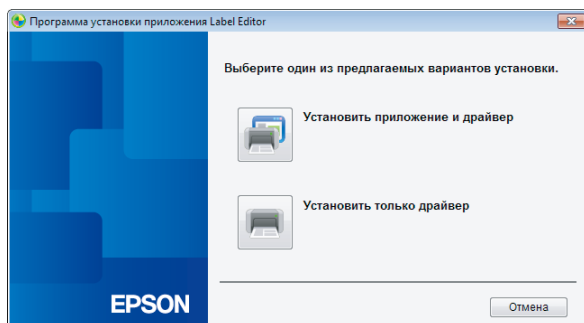 Программа установки приложения Label Editor
Выберите один из предлагаемых вариантов установки.
Установить приложение и драйвер
Установить только драйвер
EPSON
Отмена